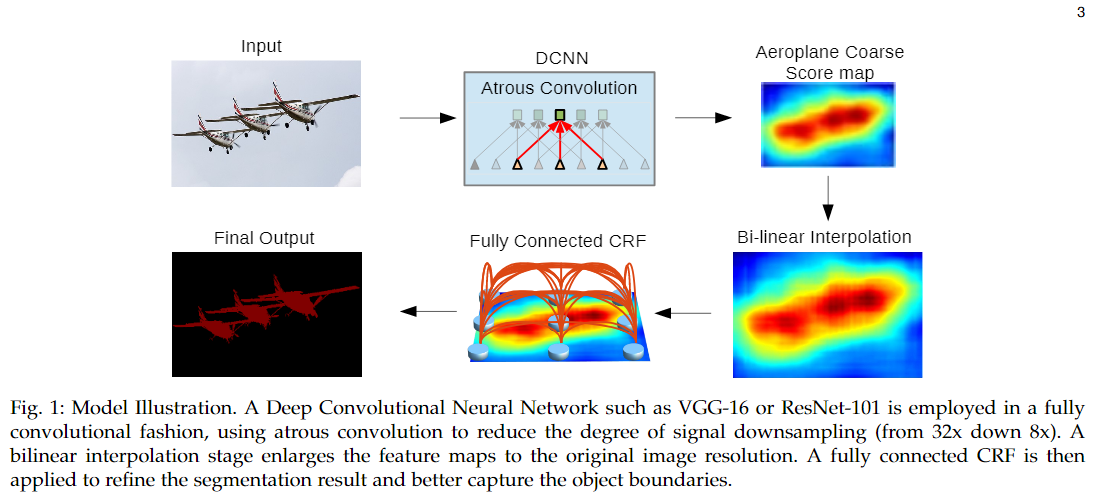 3
Input
DCNN
Atrous Convolution
Aeroplane Coarse
Score map
Final Output
Fully Connected CRF
Bi-linear Interpolation
Fig. 1: Model Illustration. A Deep Convolutional Neural Network such as VGG-16 or ResNet-101 is employed in a fully
convolutional fashion, using atrous convolution to reduce the degree of signal downsampling (from 32x down 8x). A
bilinear interpolation stage enlarges the feature maps to the original image resolution. A fully connected CRF is then
applied to refine the segmentation result and better capture the object boundaries.